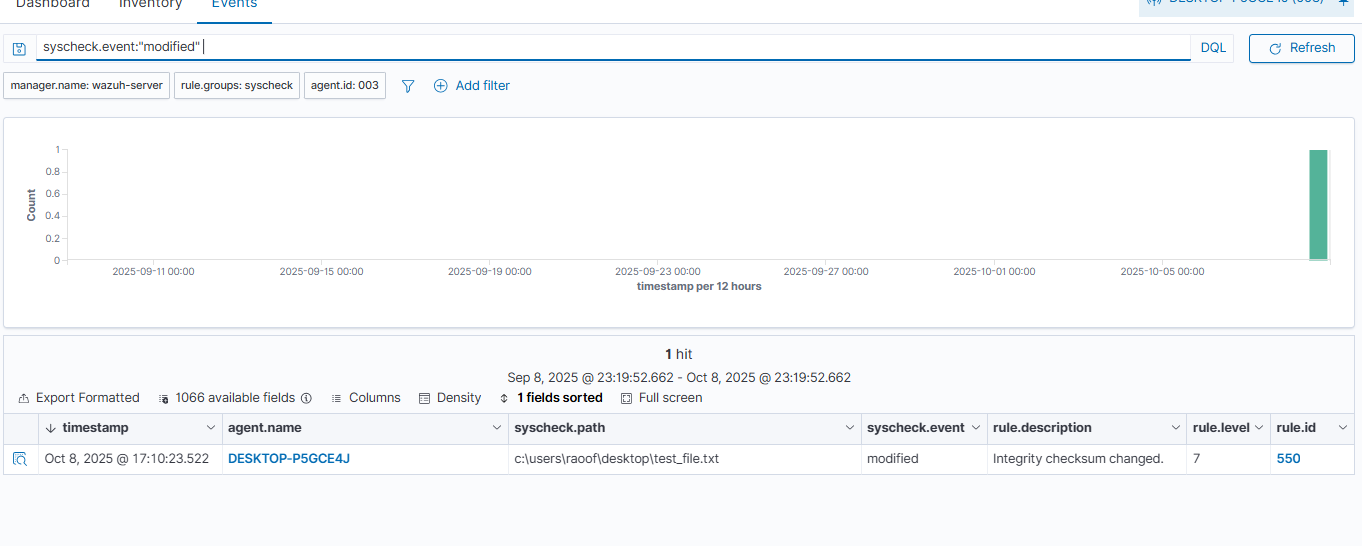 Dashboard Inventory Events
syscheck.event:"modified" DQL Refresh
manager.name: wazuh-server rule.groups: syscheck agent.id: 003 Add filter
1
0.8
0.6
0.4
0.2
0
Count
2025-09-11 00:00 2025-09-15 00:00 2025-09-19 00:00 2025-09-23 00:00 2025-09-27 00:00 2025-10-01 00:00 2025-10-05 00:00
timestamp per 12 hours
1 hit
Sep 8, 2025 @ 23:19:52.662 - Oct 8, 2025 @ 23:19:52.662
Export Formatted 1066 available fields Columns Density 1 fields sorted Full screen
timestamp agent.name syscheck.path syscheck.event rule.description rule.level rule.id
Oct 8, 2025 @ 17:10:23.522 DESKTOP-P5GCE4J c:\users\raoof\desktop\test_file.txt modified Integrity checksum changed. 7 550